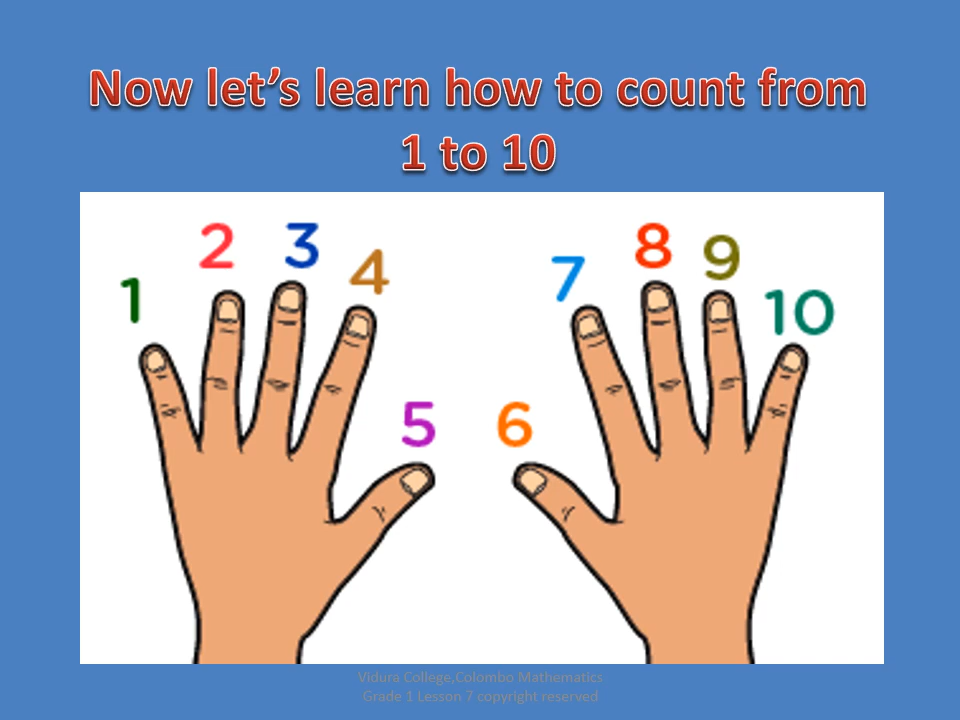 Now let's learn how to count from
1 to 10
1
2
3
4
5
6
7
8
9
10
Vidura College,Colombo Mathematics
Grade 1 Lesson 7 copyright reserved